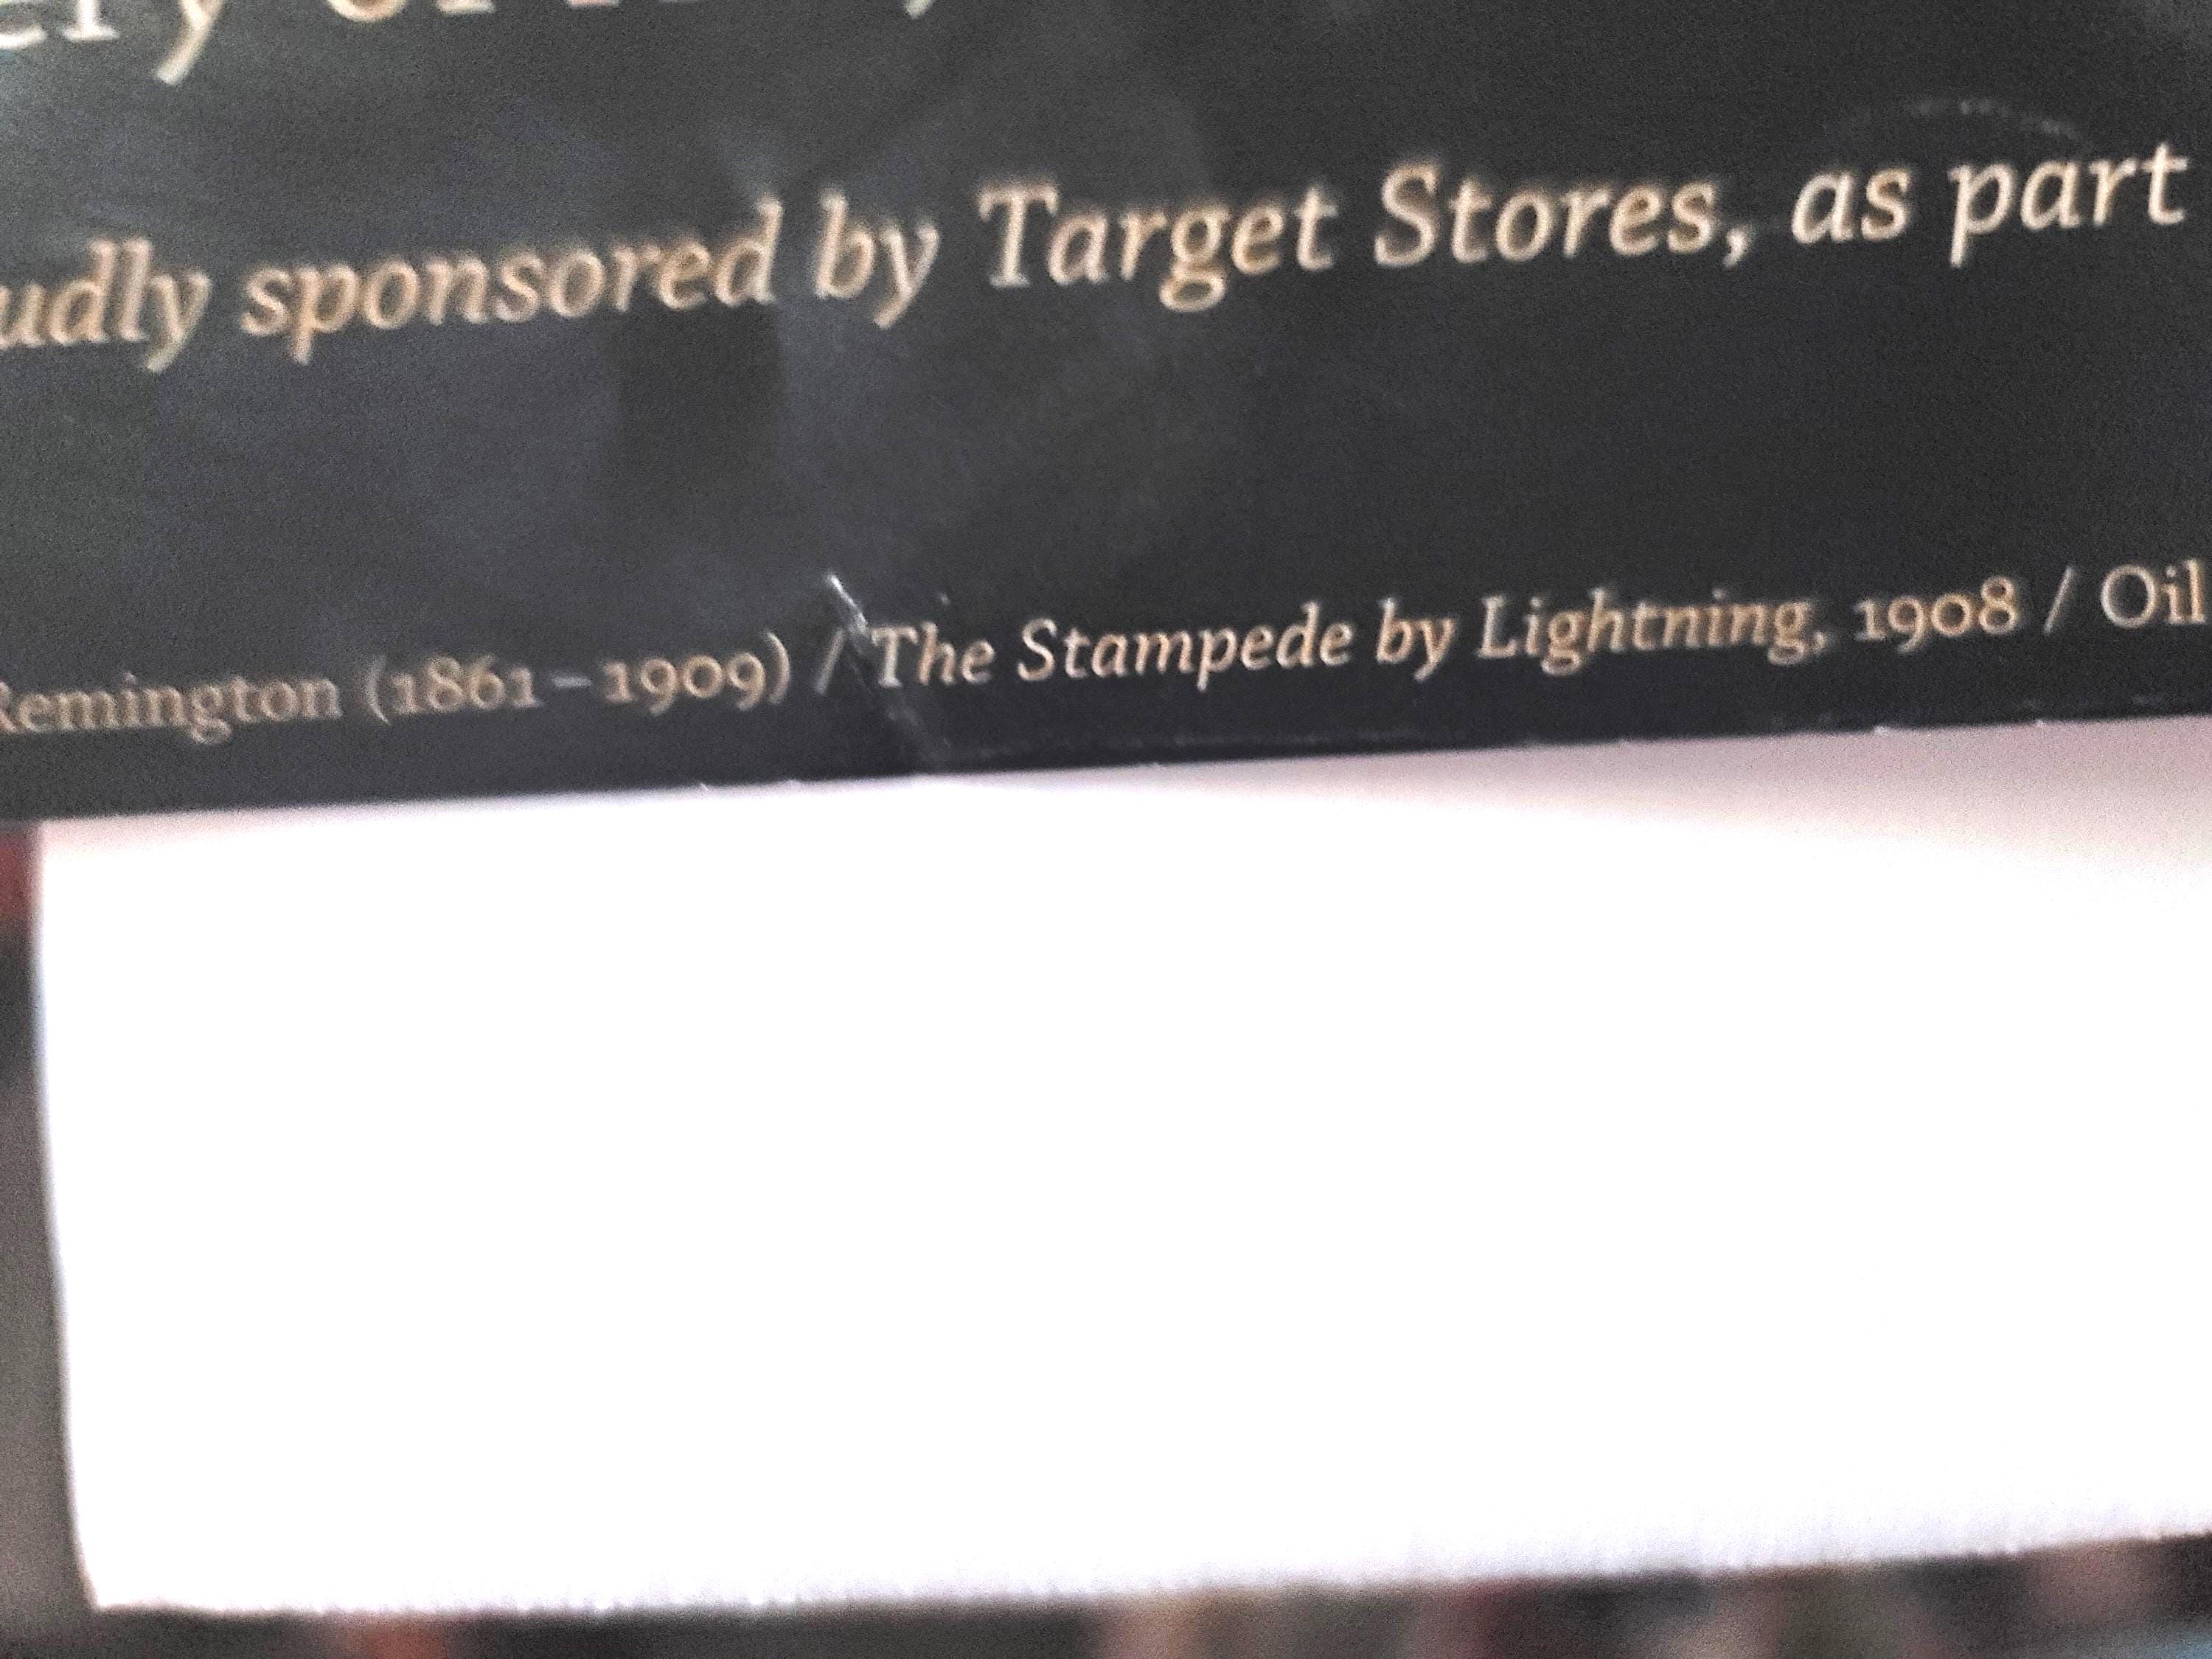 udly sponsored by Target Stores, as part
Remington (1861–1909) / The Stampede by Lightning, 1908 / Oil